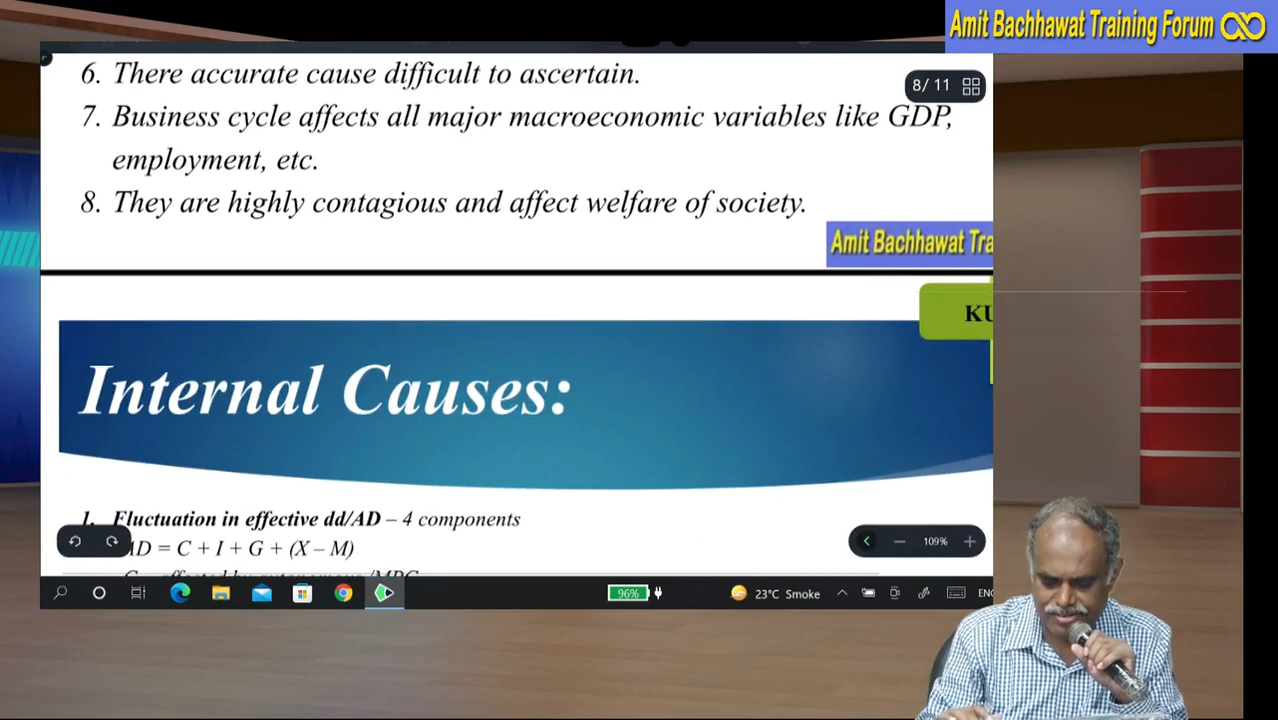 Amit Bachhawat Training Forum
6. There accurate cause difficult to ascertain.
8/ 11
7. Business cycle affects all major macroeconomic variables like GDP,
employment, etc.
8. They are highly contagious and affect welfare of society.
Amit Bachhawat Tra
KU
Internal Causes:
1. Fluctuation in effective dd/AD – 4 components
AD = C + I + G + (X – M)
109%
96%
23°C Smoke
ENG